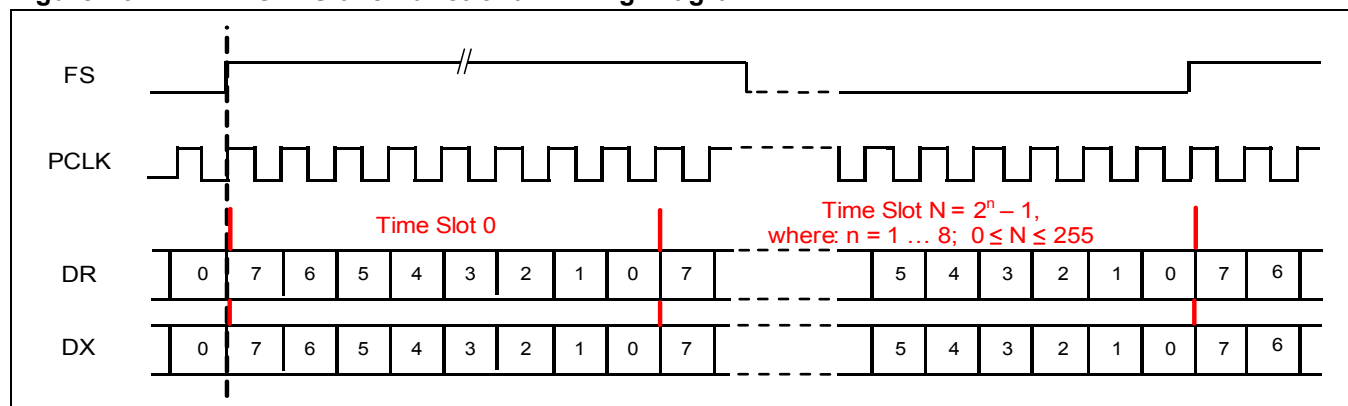 FS
PCLK
Time Slot 0
Time Slot N = 2ⁿ – 1,
where: n = 1 … 8; 0 ≤ N ≤ 255
DR 0 7 6 5 4 3 2 1 0 7 5 4 3 2 1 0 7 6
DX 0 7 6 5 4 3 2 1 0 7 5 4 3 2 1 0 7 6